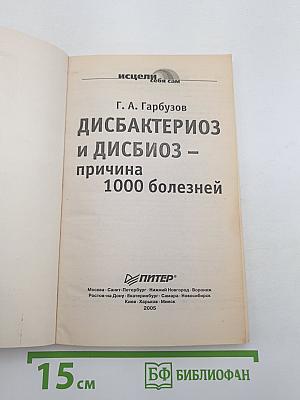 исцели
себя сам
Г. А. Гарбузов
ДИСБАКТЕРИОЗ
и ДИСБИОЗ –
причина
1000 болезней
ПИТЕР®
Москва · Санкт-Петербург · Нижний Новгород · Воронеж
Ростов-на-Дону · Екатеринбург · Самара · Новосибирск
Киев · Харьков · Минск
2005
15 см
БФ БИБЛИОФАН